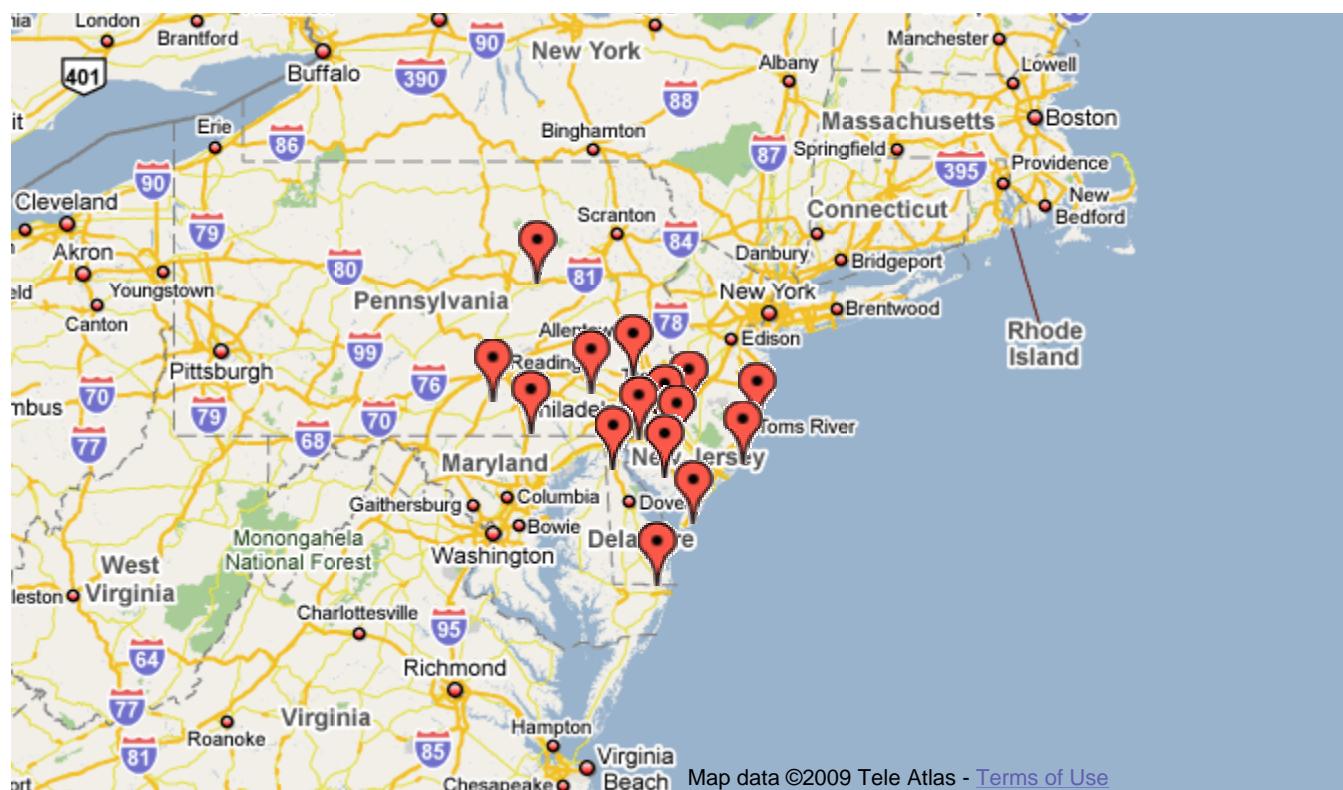 London
Brantford
Buffalo
401
90
390
New York
Albany
Manchester
Lowell
88
Massachusetts
Boston
Erie
86
Binghamton
87
Springfield
395
Providence
90
New
Bedford
Cleveland
79
Scranton
84
Connecticut
Akron
80
81
Danbury
Bridgeport
Youngstown
Pennsylvania
New York
Brentwood
Canton
78
Edison
Rhode
Island
99
Pittsburgh
76
Reading
70
79
70
77
68
Toms River
Maryland
New Jersey
Gaithersburg
Columbia
Bowie
Monongahela
National Forest
Washington
Delaware
West
Virginia
Charlottesville
95
64
Richmond
77
Virginia
Roanoke
81
85
Hampton
Virginia
Beach
Chesapeake
Map data ©2009 Tele Atlas - Terms of Use